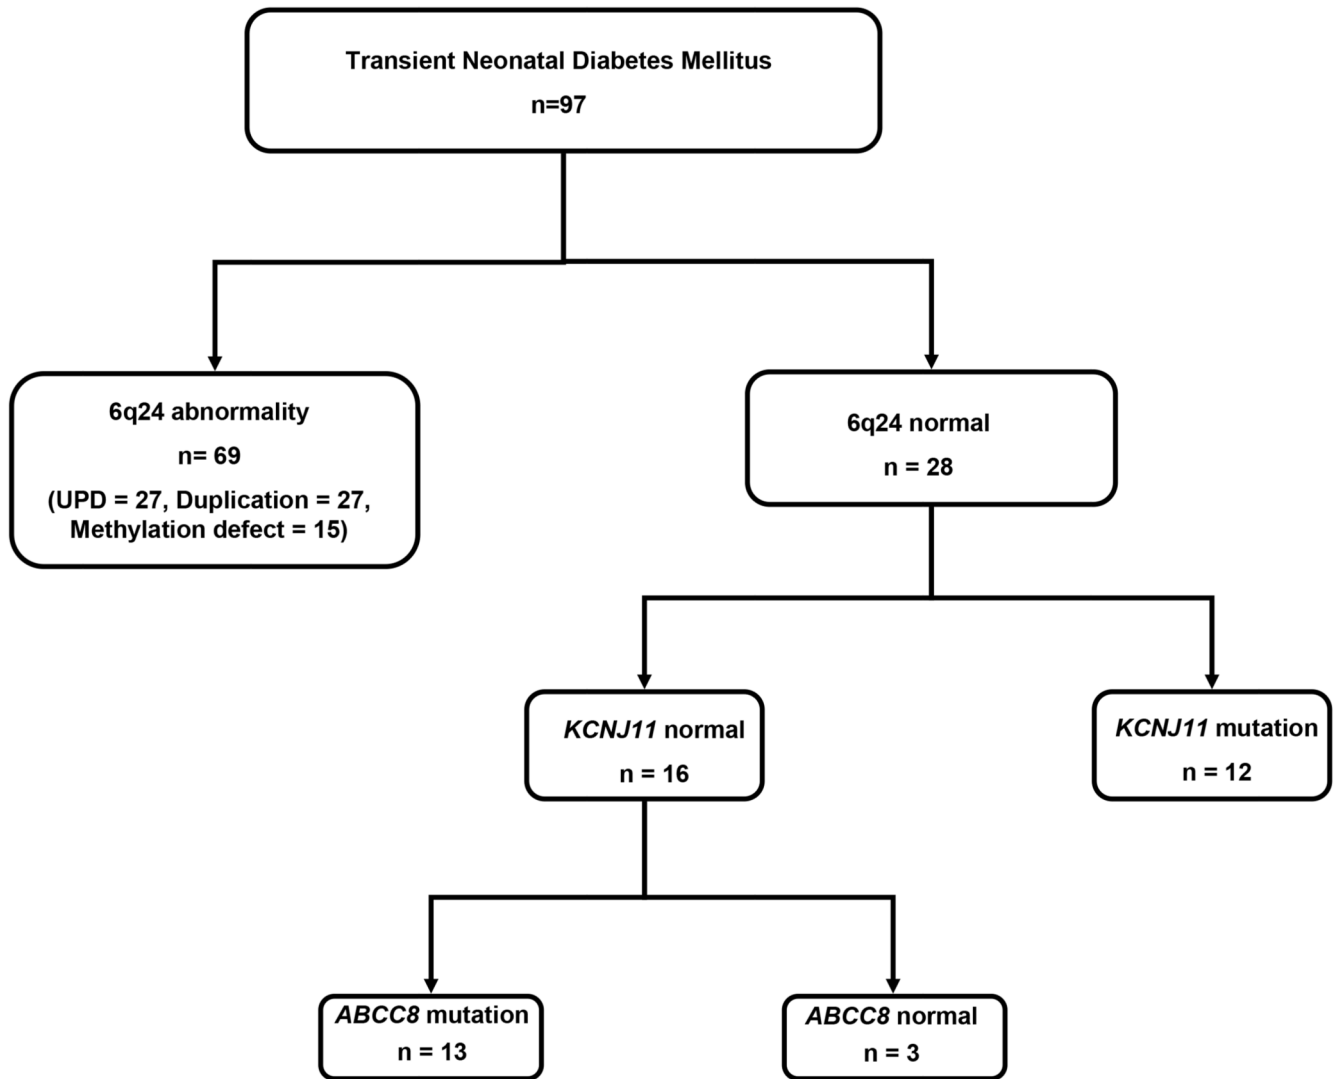 Transient Neonatal Diabetes Mellitus
n=97
6q24 abnormality
n= 69
(UPD = 27, Duplication = 27,
Methylation defect = 15)
6q24 normal
n = 28
KCNJ11 normal
n = 16
KCNJ11 mutation
n = 12
ABCC8 mutation
n = 13
ABCC8 normal
n = 3